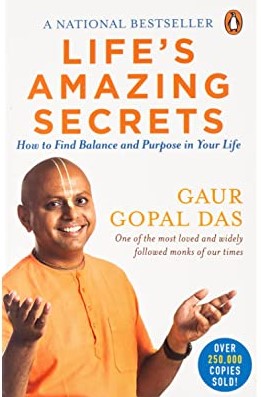 A NATIONAL BESTSELLER
LIFE'S
AMAZING
SECRETS
How to Find Balance and Purpose in Your Life
GAUR
GOPAL DAS
One of the most loved and widely
followed monks of our times
OVER
250,000
COPIES
SOLD!